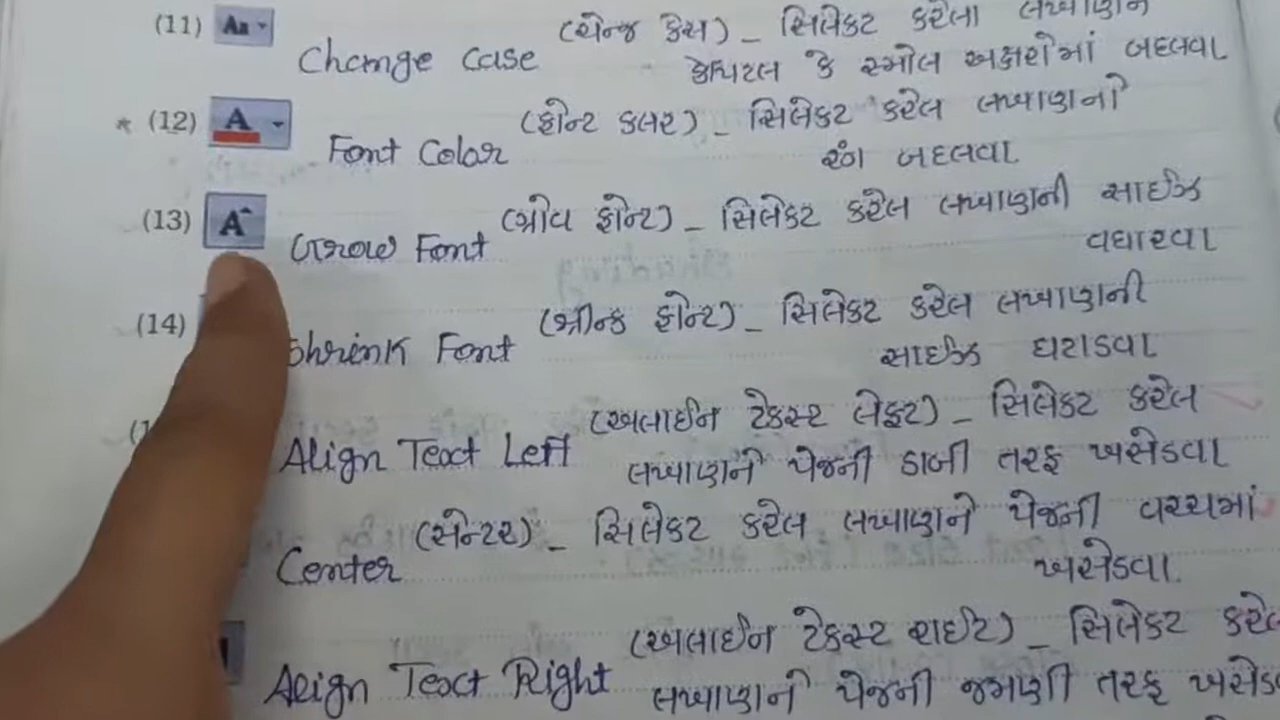 (11) Aa Change Case (ચેન્જ કેસ) _ સિલેક્ટ કરેલા લખાણને
કેપિટલ કે સ્મોલ અક્ષરોમાં બદલવા
* (12) A Font Color (ફોન્ટ કલર) _ સિલેક્ટ કરેલ લખાણનો
રંગ બદલવા
(13) A Grow Font (ગ્રોવ ફોન્ટ) _ સિલેક્ટ કરેલ લખાણની સાઈઝ
વધારવા
(14) Shrink Font (શ્રીન્ક ફોન્ટ) _ સિલેક્ટ કરેલ લખાણની
સાઈઝ ઘટાડવા
Align Text Left (અલાઈન ટેક્સ્ટ લેફ્ટ) _ સિલેક્ટ કરેલ
લખાણને પેજની ડાબી તરફ ખસેડવા
Center (સેન્ટર) _ સિલેક્ટ કરેલ લખાણને પેજની વચ્ચમાં
ખસેડવા.
Align Text Right (અલાઈન ટેક્સ્ટ રાઈટ) _ સિલેક્ટ કરેલ
લખાણને પેજની જમણી તરફ